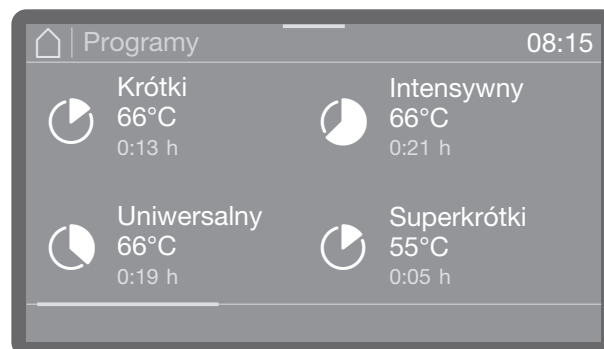 Programy 08:15
Krótki
66°C
0:13 h
Intensywny
66°C
0:21 h
Uniwersalny
66°C
0:19 h
Superkrótki
55°C
0:05 h